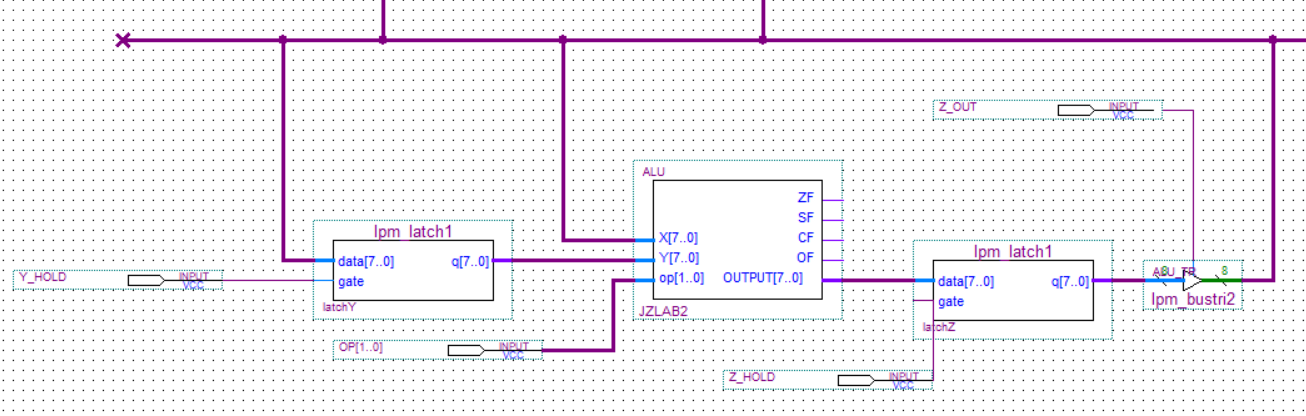 Z_OUT
INPUT
VCC
ALU
ZF
SF
CF
OF
X[7..0]
Y[7..0]
op[1..0]
OUTPUT[7..0]
JZLAB2
lpm_latch1
data[7..0]
q[7..0]
gate
latchY
Y_HOLD
INPUT
VCC
lpm_latch1
data[7..0]
q[7..0]
gate
latchZ
8
8
lpm_bustri2
OP[1..0]
INPUT
VCC
Z_HOLD
INPUT
VCC